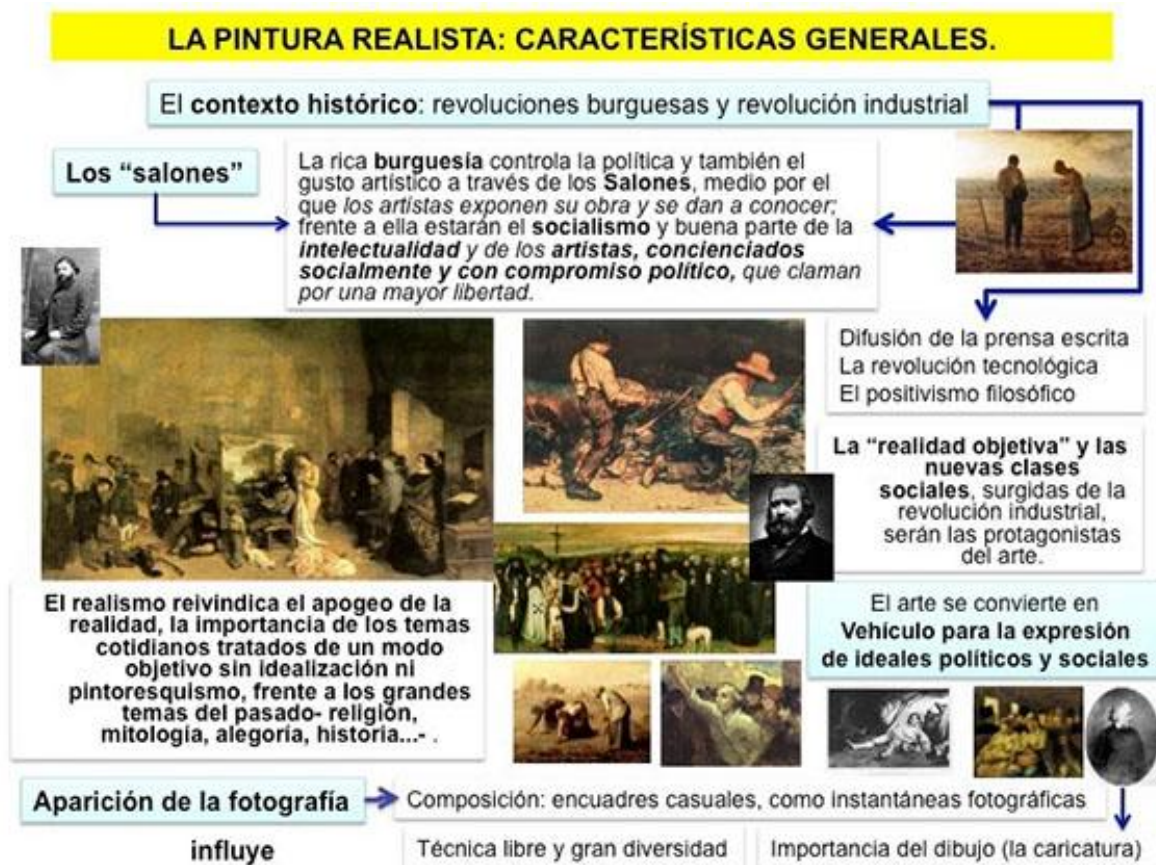 LA PINTURA REALISTA: CARACTERÍSTICAS GENERALES.
El contexto histórico: revoluciones burguesas y revolución industrial
Los “salones”
La rica burguesía controla la política y también el
gusto artístico a través de los Salones, medio por el
que los artistas exponen su obra y se dan a conocer;
frente a ella estarán el socialismo y buena parte de la
intelectualidad y de los artistas, concienciados
socialmente y con compromiso político, que claman
por una mayor libertad.
Difusión de la prensa escrita
La revolución tecnológica
El positivismo filosófico
La “realidad objetiva” y las
nuevas clases
sociales, surgidas de la
revolución industrial,
serán las protagonistas
del arte.
El realismo reivindica el apogeo de la
realidad, la importancia de los temas
cotidianos tratados de un modo
objetivo sin idealización ni
pintoresquismo, frente a los grandes
temas del pasado- religión,
mitología, alegoría, historia...- .
El arte se convierte en
Vehículo para la expresión
de ideales políticos y sociales
Aparición de la fotografía
Composición: encuadres casuales, como instantáneas fotográficas
influye
Técnica libre y gran diversidad
Importancia del dibujo (la caricatura)